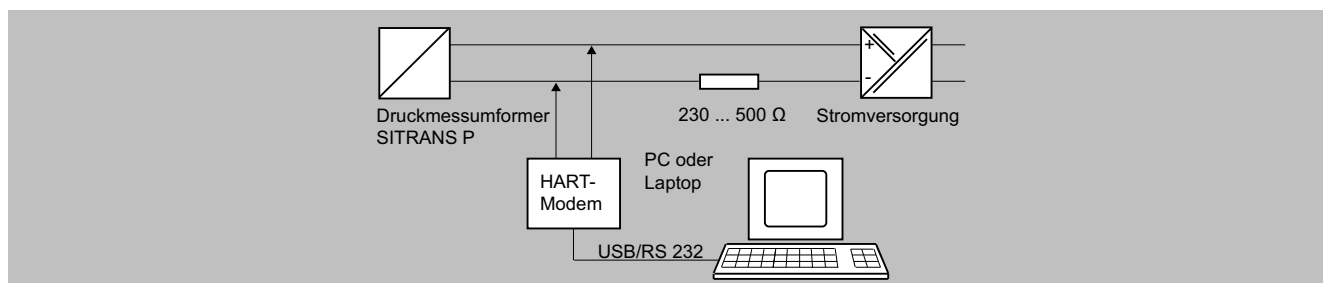 +
-
Druckmessumformer
SITRANS P
230 ... 500 Ω
Stromversorgung
HART-
Modem
PC oder
Laptop
USB/RS 232